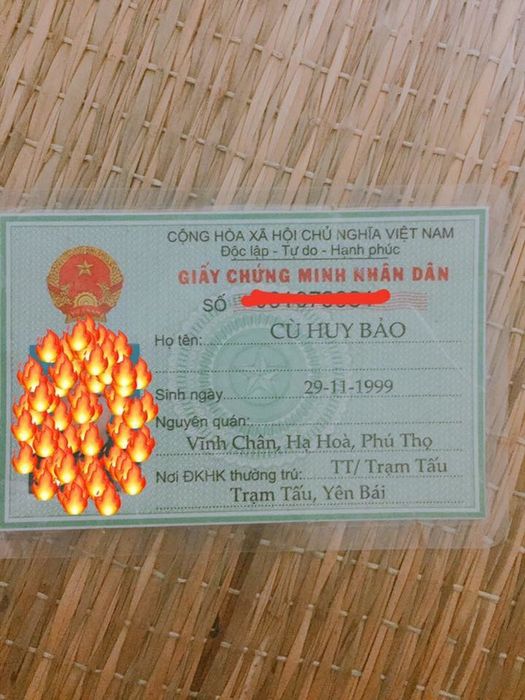 CỘNG HÒA XÃ HỘI CHỦ NGHĨA VIỆT NAM
Độc lập - Tự do - Hạnh phúc
GIẤY CHỨNG MINH NHÂN DÂN
SỐ
Họ tên: CÙ HUY BẢO
Sinh ngày 29-11-1999
Nguyên quán:
Vĩnh Chân, Hạ Hoà, Phú Thọ
Nơi ĐKHK thường trú: TT/ Trạm Tấu
Trạm Tấu, Yên Bái